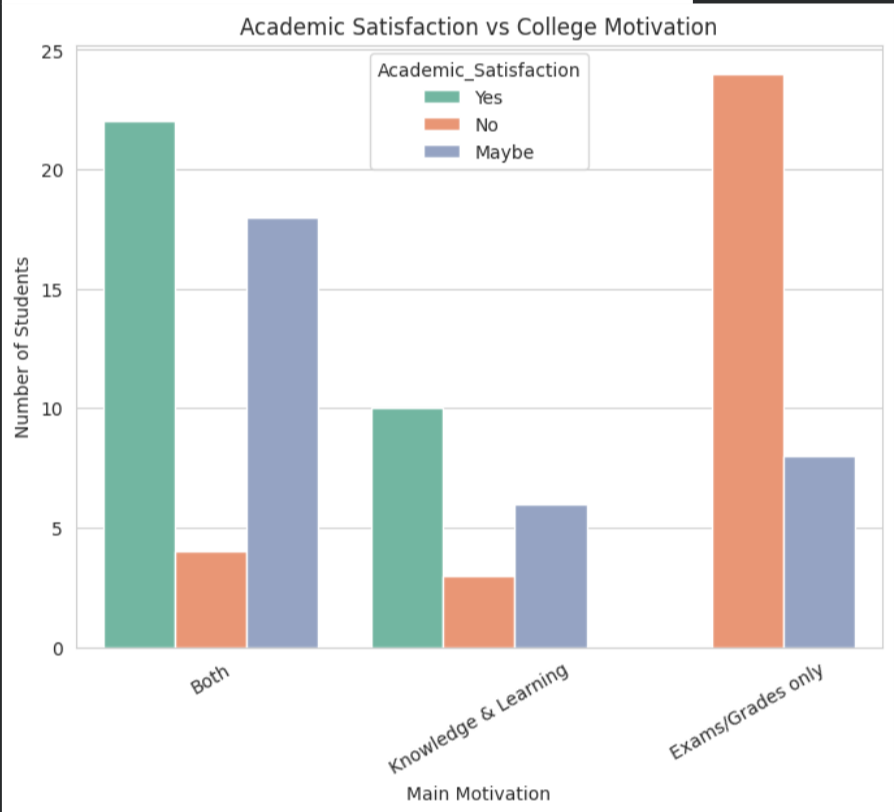 Academic Satisfaction vs College Motivation
Academic_Satisfaction
Yes
No
Maybe
25
20
15
10
5
0
Number of Students
Both
Knowledge & Learning
Exams/Grades only
Main Motivation